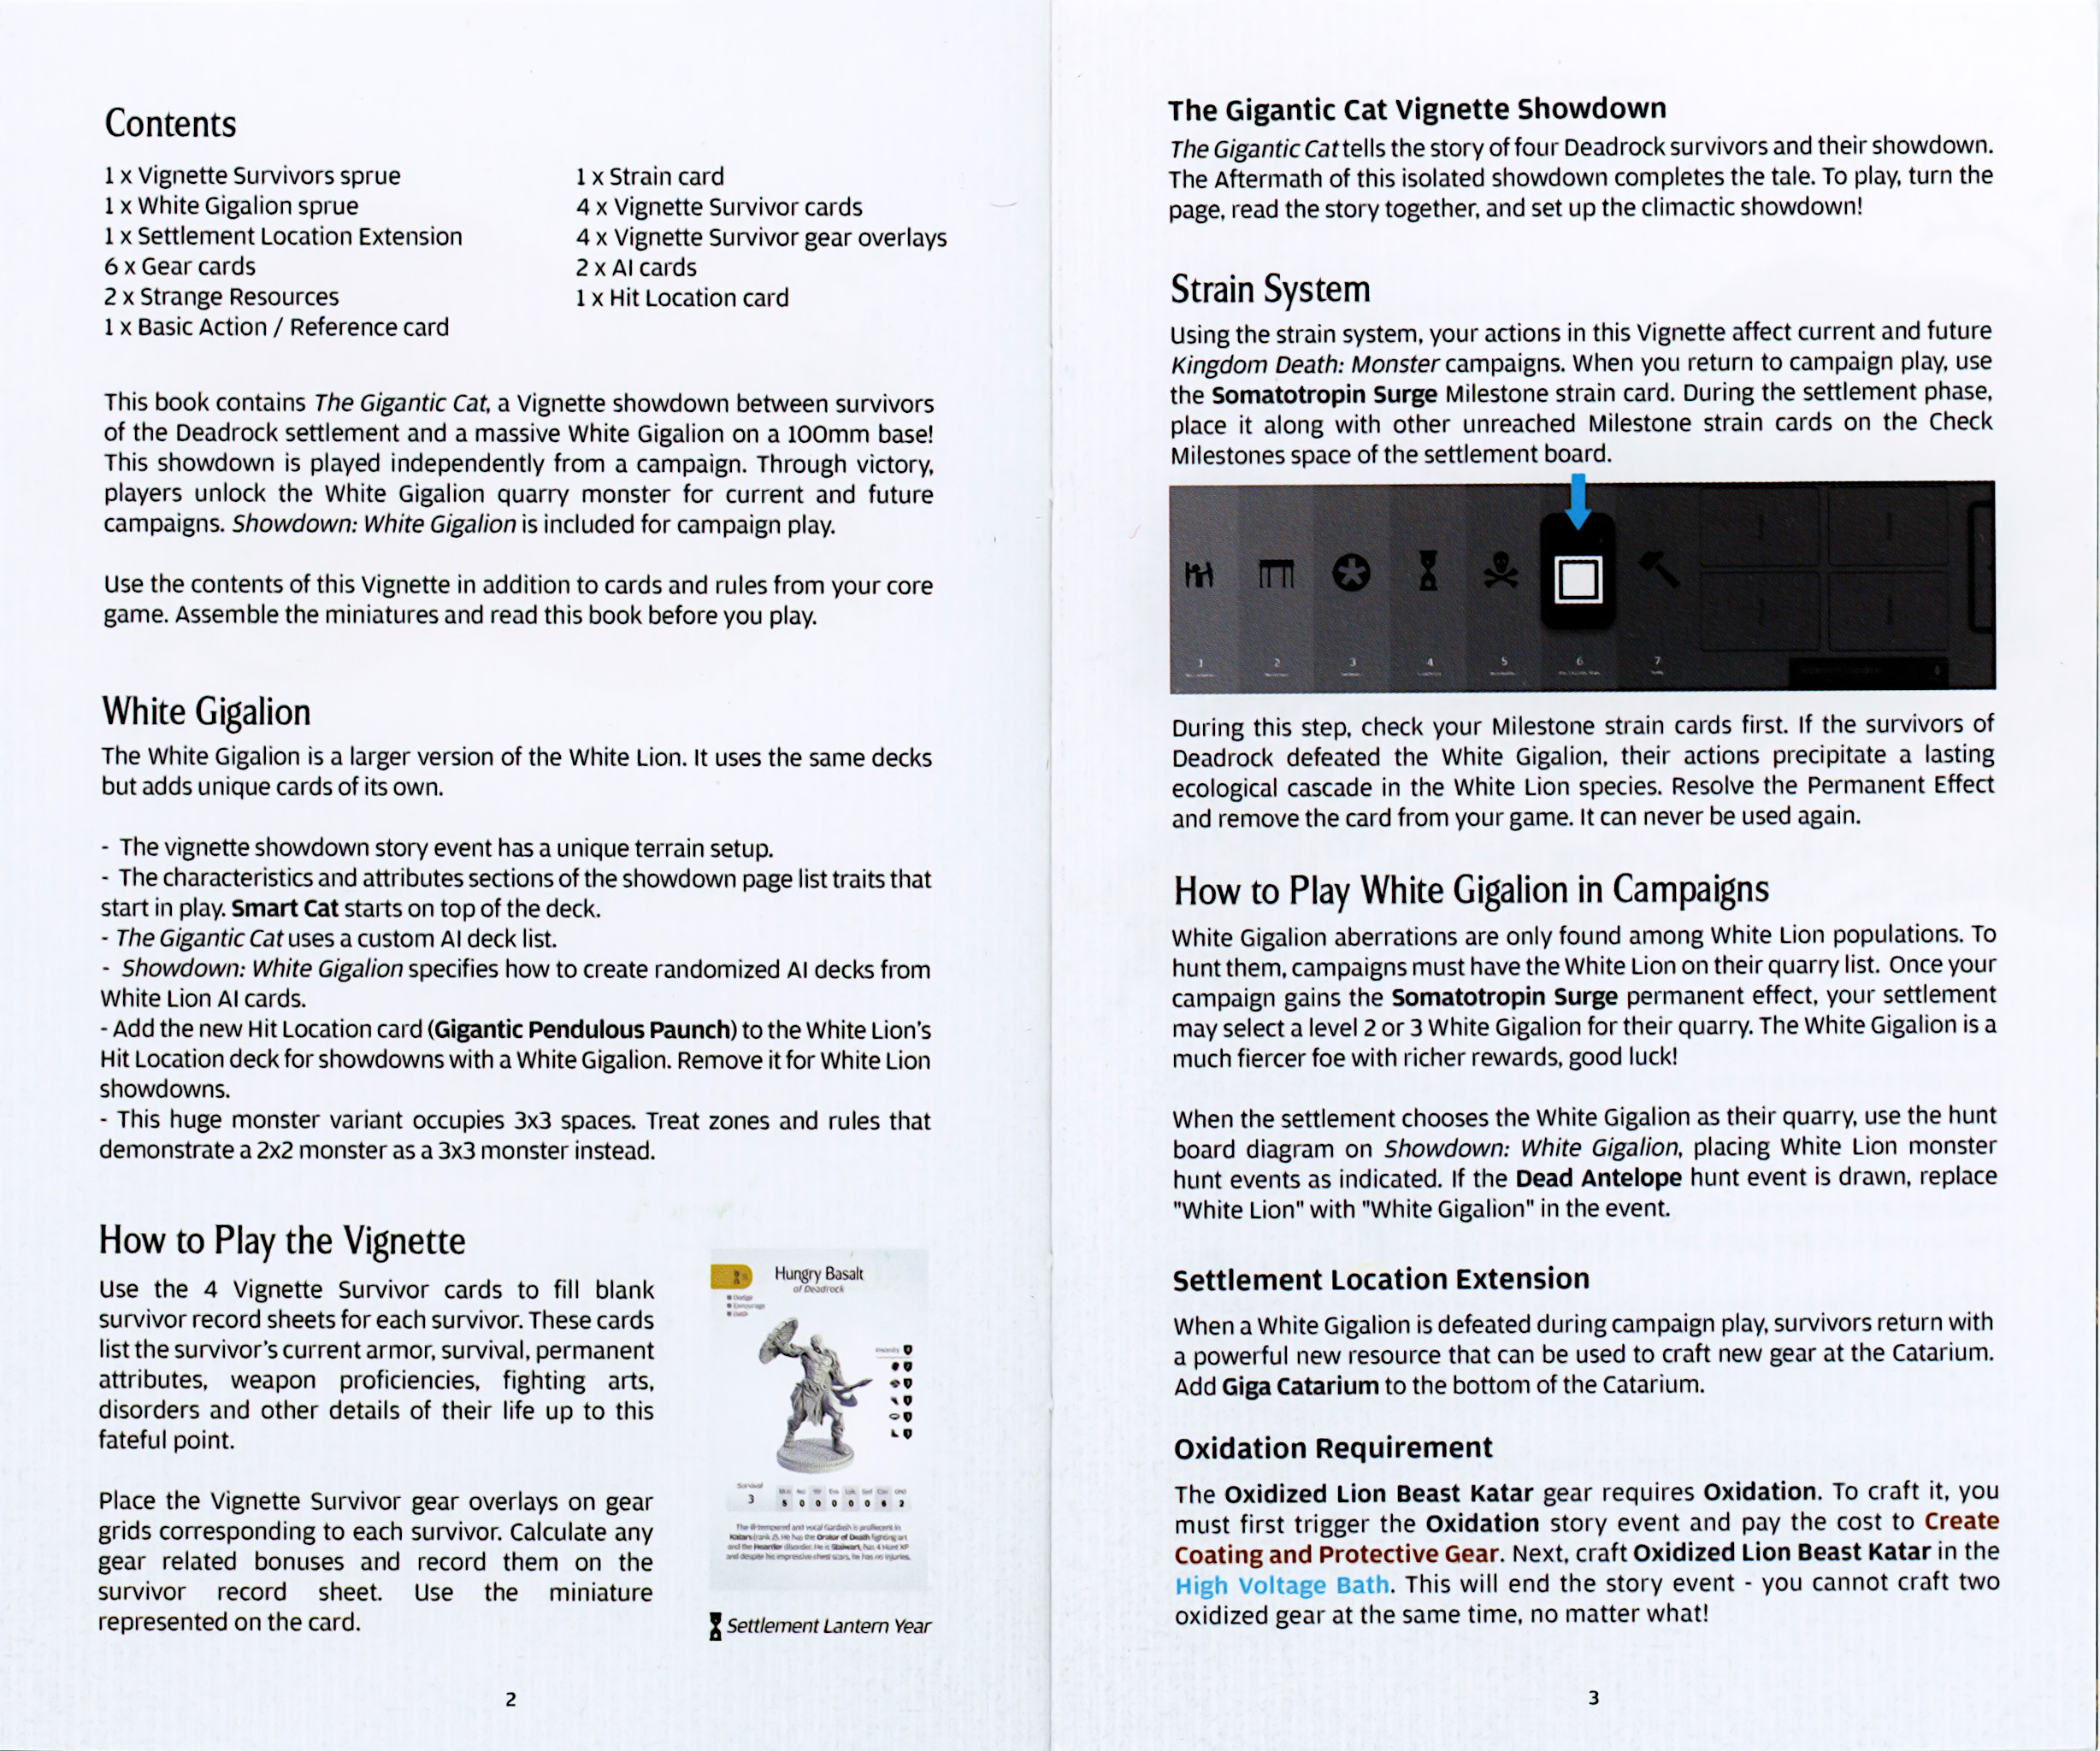 Contents
1 x Vignette Survivors sprue
1 x White Gigalion sprue
1 x Settlement Location Extension
6 x Gear cards
2 x Strange Resources
1 x Basic Action / Reference card
1 x Strain card
4 x Vignette Survivor cards
4 x Vignette Survivor gear overlays
2 x AI cards
1 x Hit Location card
This book contains The Gigantic Cat, a Vignette showdown between survivors
of the Deadrock settlement and a massive White Gigalion on a 100mm base!
This showdown is played independently from a campaign. Through victory,
players unlock the White Gigalion quarry monster for current and future
campaigns. Showdown: White Gigalion is included for campaign play.
Use the contents of this Vignette in addition to cards and rules from your core
game. Assemble the miniatures and read this book before you play.
White Gigalion
The White Gigalion is a larger version of the White Lion. It uses the same decks
but adds unique cards of its own.
- The vignette showdown story event has a unique terrain setup.
- The characteristics and attributes sections of the showdown page list traits that
start in play. Smart Cat starts on top of the deck.
- The Gigantic Cat uses a custom AI deck list.
- Showdown: White Gigalion specifies how to create randomized AI decks from
White Lion AI cards.
- Add the new Hit Location card (Gigantic Pendulous Paunch) to the White Lion's
Hit Location deck for showdowns with a White Gigalion. Remove it for White Lion
showdowns.
- This huge monster variant occupies 3x3 spaces. Treat zones and rules that
demonstrate a 2x2 monster as a 3x3 monster instead.
How to Play the Vignette
Use the 4 Vignette Survivor cards to fill blank
survivor record sheets for each survivor. These cards
list the survivor's current armor, survival, permanent
attributes, weapon proficiencies, fighting arts,
disorders and other details of their life up to this
fateful point.
Place the Vignette Survivor gear overlays on gear
grids corresponding to each survivor. Calculate any
gear related bonuses and record them on the
survivor record sheet. Use the miniature
represented on the card.
Hungry Basalt
of Deadrock
Dodge
Encourage
Dash
Insanity
Survival
3
5 0 0 0 0 6 2
Settlement Lantern Year
2
The Gigantic Cat Vignette Showdown
The Gigantic Cat tells the story of four Deadrock survivors and their showdown.
The Aftermath of this isolated showdown completes the tale. To play, turn the
page, read the story together, and set up the climactic showdown!
Strain System
Using the strain system, your actions in this Vignette affect current and future
Kingdom Death: Monster campaigns. When you return to campaign play, use
the Somatotropin Surge Milestone strain card. During the settlement phase,
place it along with other unreached Milestone strain cards on the Check
Milestones space of the settlement board.
1 2 3 4 5 6 7
During this step, check your Milestone strain cards first. If the survivors of
Deadrock defeated the White Gigalion, their actions precipitate a lasting
ecological cascade in the White Lion species. Resolve the Permanent Effect
and remove the card from your game. It can never be used again.
How to Play White Gigalion in Campaigns
White Gigalion aberrations are only found among White Lion populations. To
hunt them, campaigns must have the White Lion on their quarry list. Once your
campaign gains the Somatotropin Surge permanent effect, your settlement
may select a level 2 or 3 White Gigalion for their quarry. The White Gigalion is a
much fiercer foe with richer rewards, good luck!
When the settlement chooses the White Gigalion as their quarry, use the hunt
board diagram on Showdown: White Gigalion, placing White Lion monster
hunt events as indicated. If the Dead Antelope hunt event is drawn, replace
"White Lion" with "White Gigalion" in the event.
Settlement Location Extension
When a White Gigalion is defeated during campaign play, survivors return with
a powerful new resource that can be used to craft new gear at the Catarium.
Add Giga Catarium to the bottom of the Catarium.
Oxidation Requirement
The Oxidized Lion Beast Katar gear requires Oxidation. To craft it, you
must first trigger the Oxidation story event and pay the cost to Create
Coating and Protective Gear. Next, craft Oxidized Lion Beast Katar in the
High Voltage Bath. This will end the story event - you cannot craft two
oxidized gear at the same time, no matter what!
3